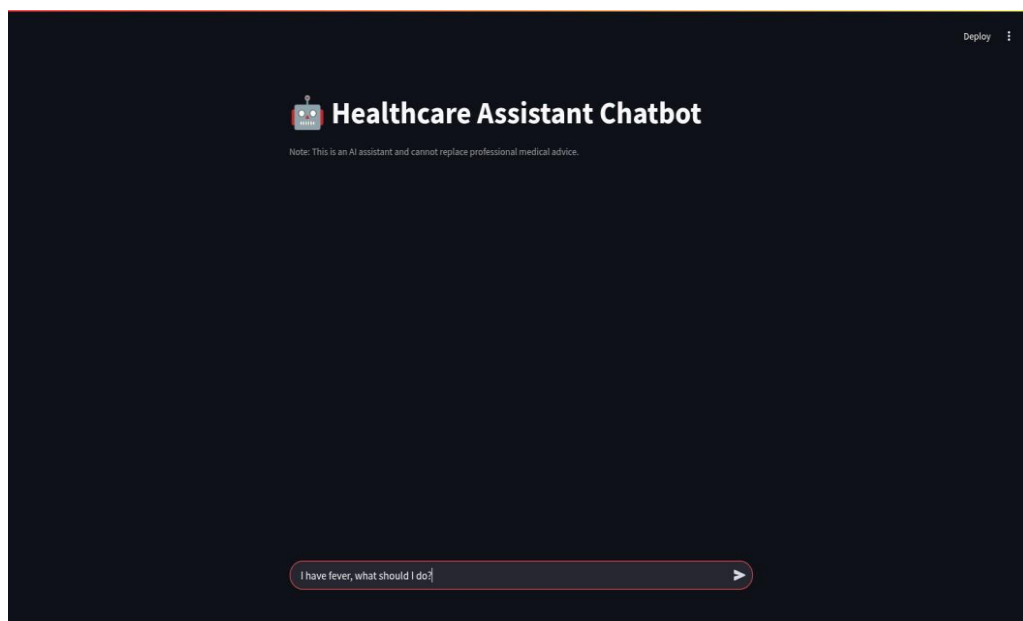 Deploy
Healthcare Assistant Chatbot
Note: This is an AI assistant and cannot replace professional medical advice.
I have fever, what should I do?